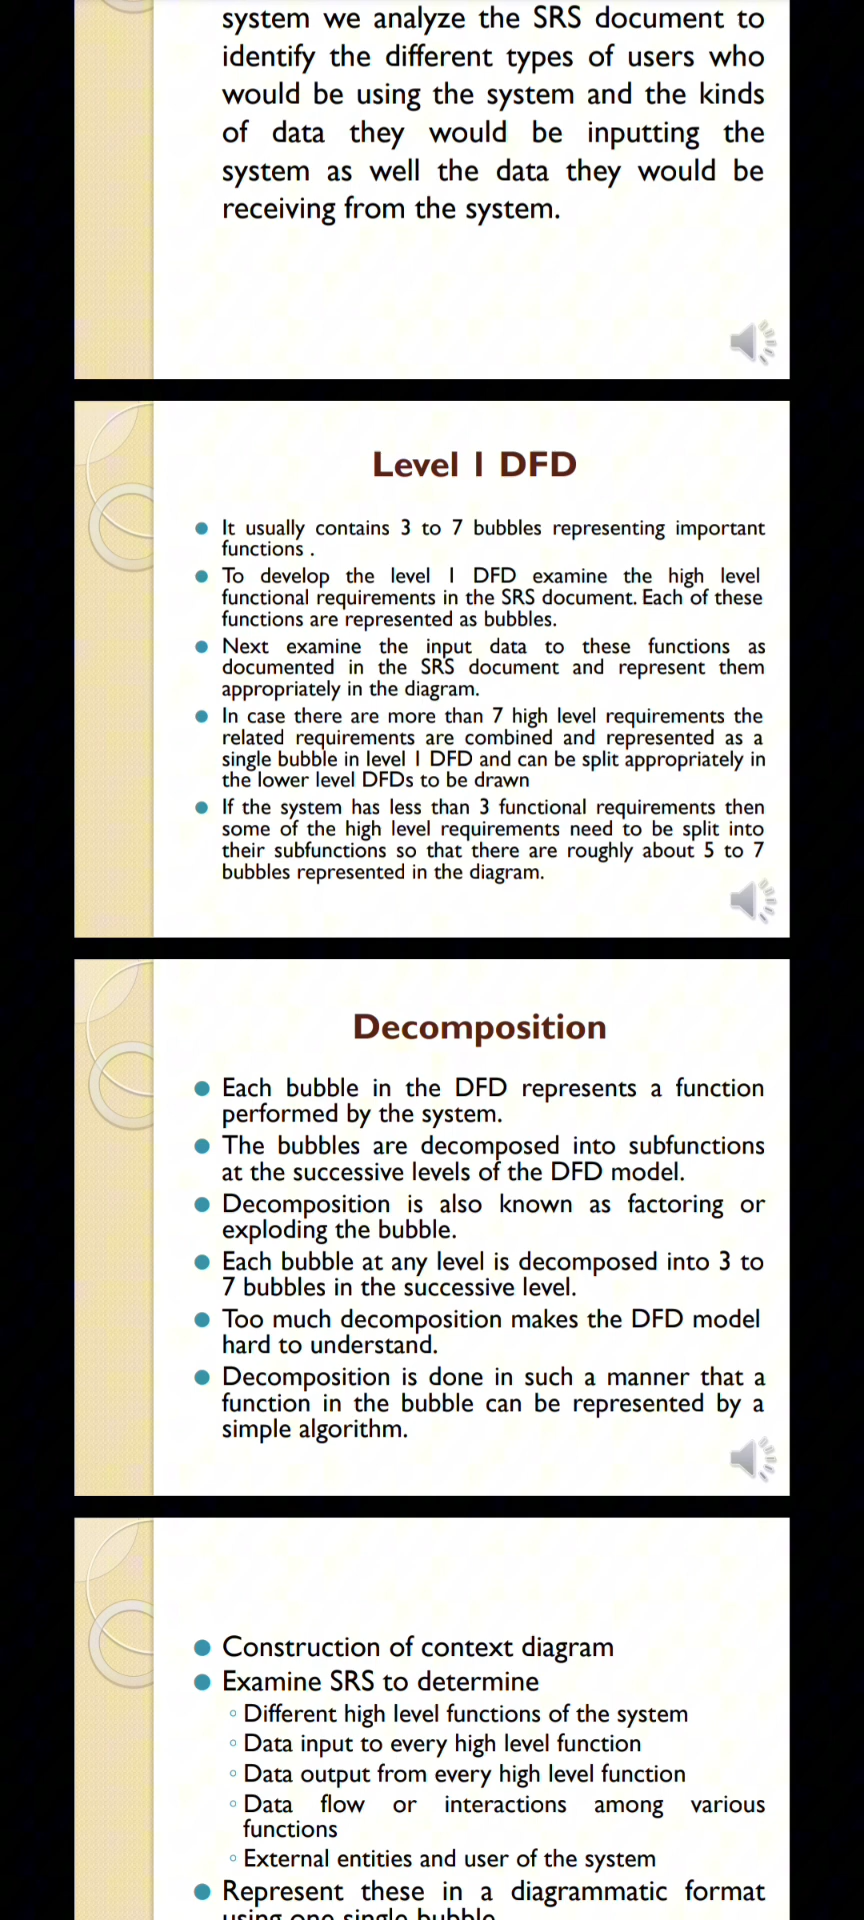 system we analyze the SRS document to
identify the different types of users who
would be using the system and the kinds
of data they would be inputting the
system as well the data they would be
receiving from the system.
Level 1 DFD
It usually contains 3 to 7 bubbles representing important
functions .
To develop the level 1 DFD examine the high level
functional requirements in the SRS document. Each of these
functions are represented as bubbles.
Next examine the input data to these functions as
documented in the SRS document and represent them
appropriately in the diagram.
In case there are more than 7 high level requirements the
related requirements are combined and represented as a
single bubble in level 1 DFD and can be split appropriately in
the lower level DFDs to be drawn
If the system has less than 3 functional requirements then
some of the high level requirements need to be split into
their subfunctions so that there are roughly about 5 to 7
bubbles represented in the diagram.
Decomposition
Each bubble in the DFD represents a function
performed by the system.
The bubbles are decomposed into subfunctions
at the successive levels of the DFD model.
Decomposition is also known as factoring or
exploding the bubble.
Each bubble at any level is decomposed into 3 to
7 bubbles in the successive level.
Too much decomposition makes the DFD model
hard to understand.
Decomposition is done in such a manner that a
function in the bubble can be represented by a
simple algorithm.
Construction of context diagram
Examine SRS to determine
Different high level functions of the system
Data input to every high level function
Data output from every high level function
Data flow or interactions among various
functions
External entities and user of the system
Represent these in a diagrammatic format
using one single bubble